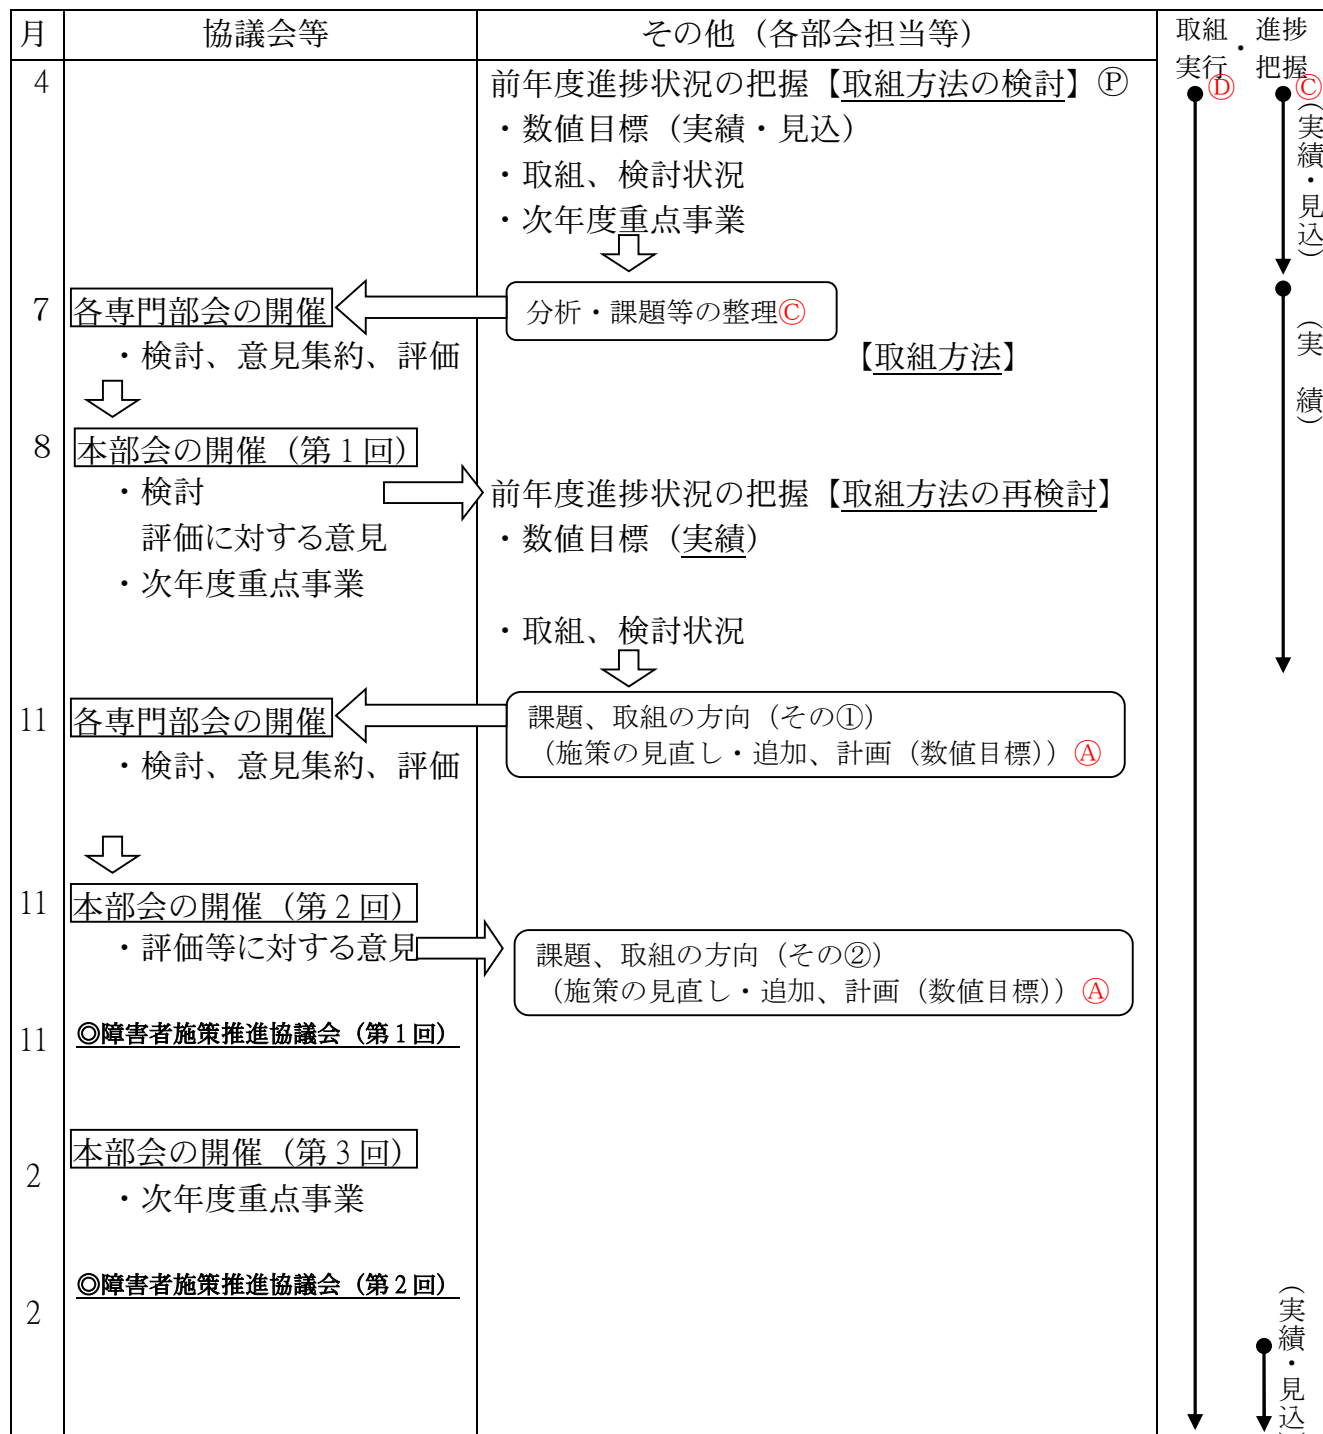 月
協議会等
その他（各部会担当等）
取組・進捗
実行 把握
Ⓓ Ⓒ
4
前年度進捗状況の把握【取組方法の検討】Ⓟ
・数値目標（実績・見込）
・取組、検討状況
・次年度重点事業
（実績・見込）
7
各専門部会の開催
分析・課題等の整理Ⓒ
・検討、意見集約、評価
【取組方法】
（実　績）
8
本部会の開催（第１回）
・検討
評価に対する意見
・次年度重点事業
前年度進捗状況の把握【取組方法の再検討】
・数値目標（実績）
・取組、検討状況
11
各専門部会の開催
・検討、意見集約、評価
課題、取組の方向（その①）
（施策の見直し・追加、計画（数値目標））Ⓐ
11
本部会の開催（第２回）
・評価等に対する意見
課題、取組の方向（その②）
（施策の見直し・追加、計画（数値目標））Ⓐ
11
◎障害者施策推進協議会（第１回）
2
本部会の開催（第３回）
・次年度重点事業
2
◎障害者施策推進協議会（第２回）
（実績・見込）